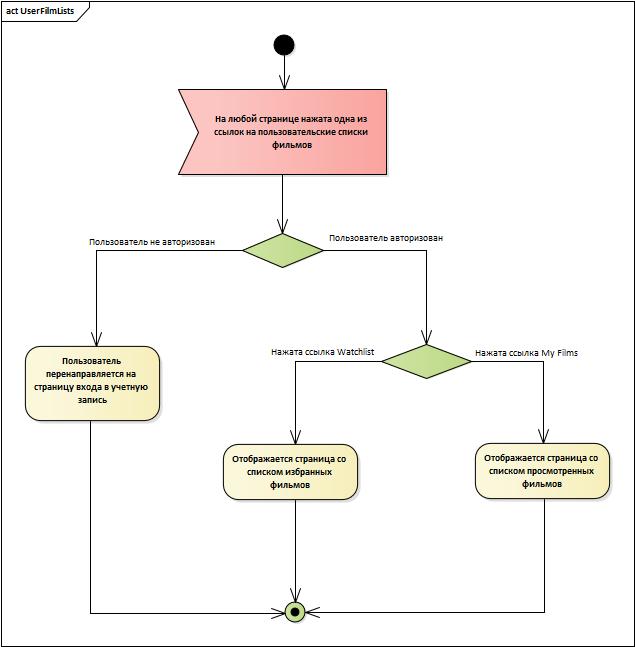 act UserFilmLists
На любой странице нажата одна из
ссылок на пользовательские списки
фильмов
Пользователь не авторизован
Пользователь авторизован
Нажата ссылка Watchlist
Нажата ссылка My Films
Пользователь
перенаправляется на
страницу входа в учетную
запись
Отображается страница со
списком избранных
фильмов
Отображается страница со
списком просмотренных
фильмов